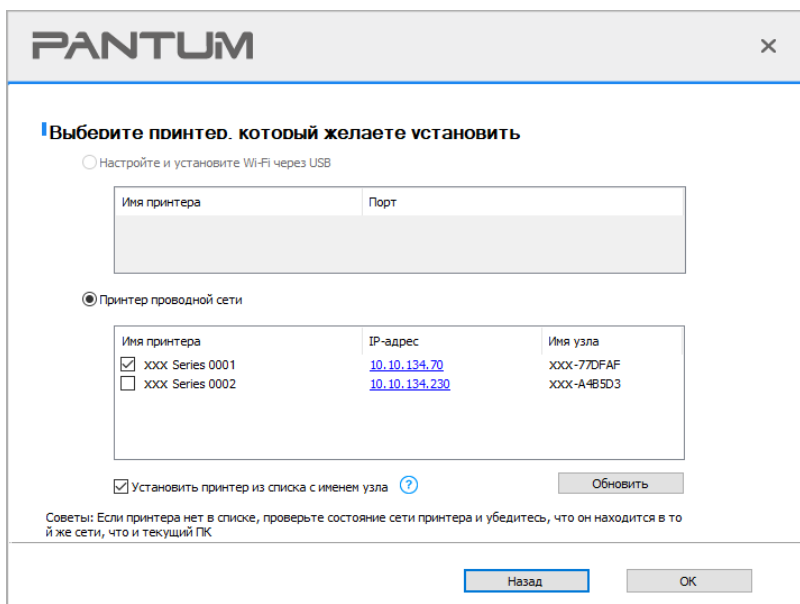 PANTUM
Выберите принтер, который желаете установить
Настройте и установите Wi-Fi через USB
Имя принтера Порт
Принтер проводной сети
Имя принтера IP-адрес Имя узла
XXX Series 0001 10.10.134.70 XXX-77DFAF
XXX Series 0002 10.10.134.230 XXX-A4B5D3
Установить принтер из списка с именем узла ? Обновить
Советы: Если принтера нет в списке, проверьте состояние сети принтера и убедитесь, что он находится в то
й же сети, что и текущий ПК
Назад OK